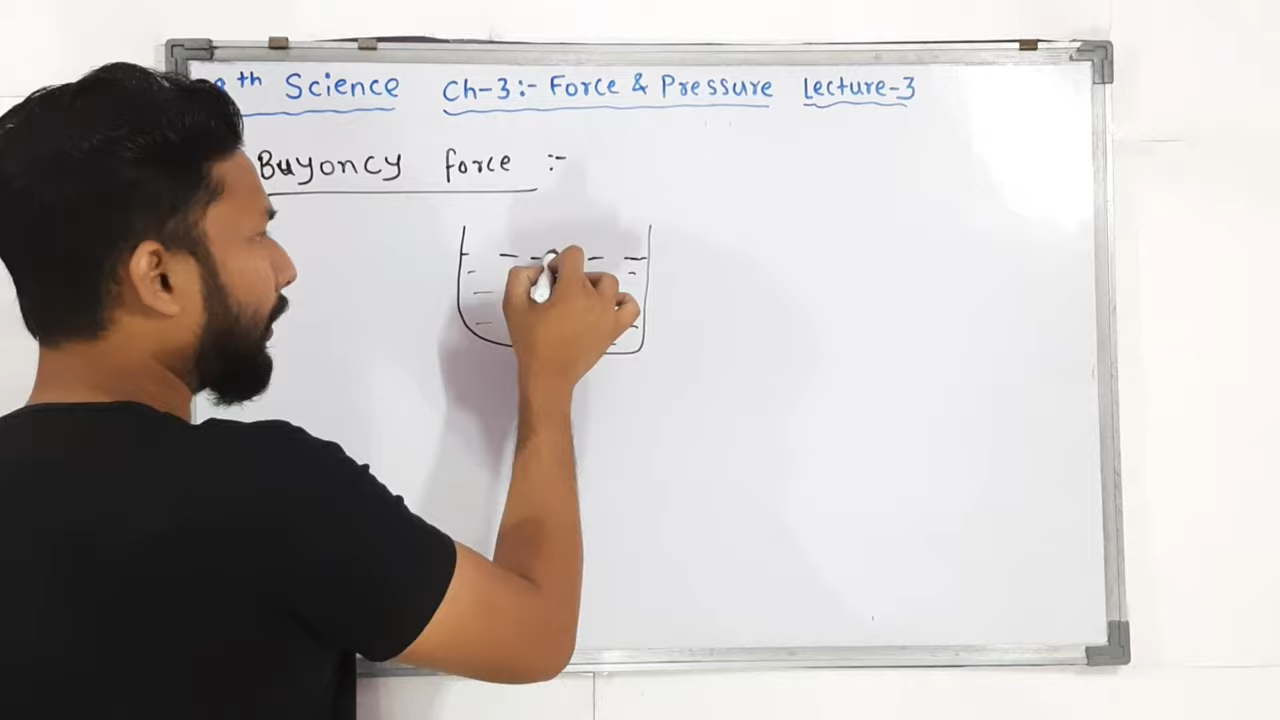 th Science Ch-3:- Force & Pressure Lecture-3
Buyoncy force :-